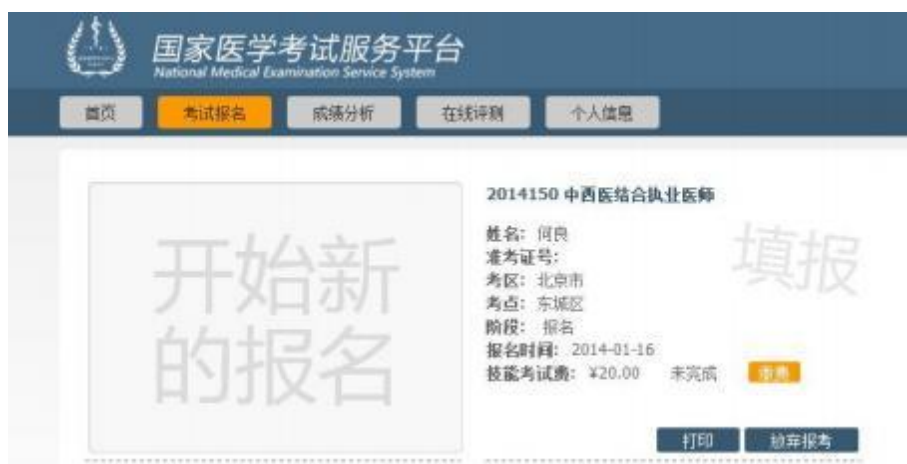 国家医学考试服务平台
National Medical Examination Service System
首页 考试报名 成绩分析 在线评测 个人信息
开始新
的报名
2014150 中西医结合执业医师
填报
姓名： 何良
准考证号：
考区： 北京市
考点： 东城区
阶段： 报名
报名时间： 2014-01-16
技能考试费： ¥20.00 未完成 缴费
打印 放弃报考